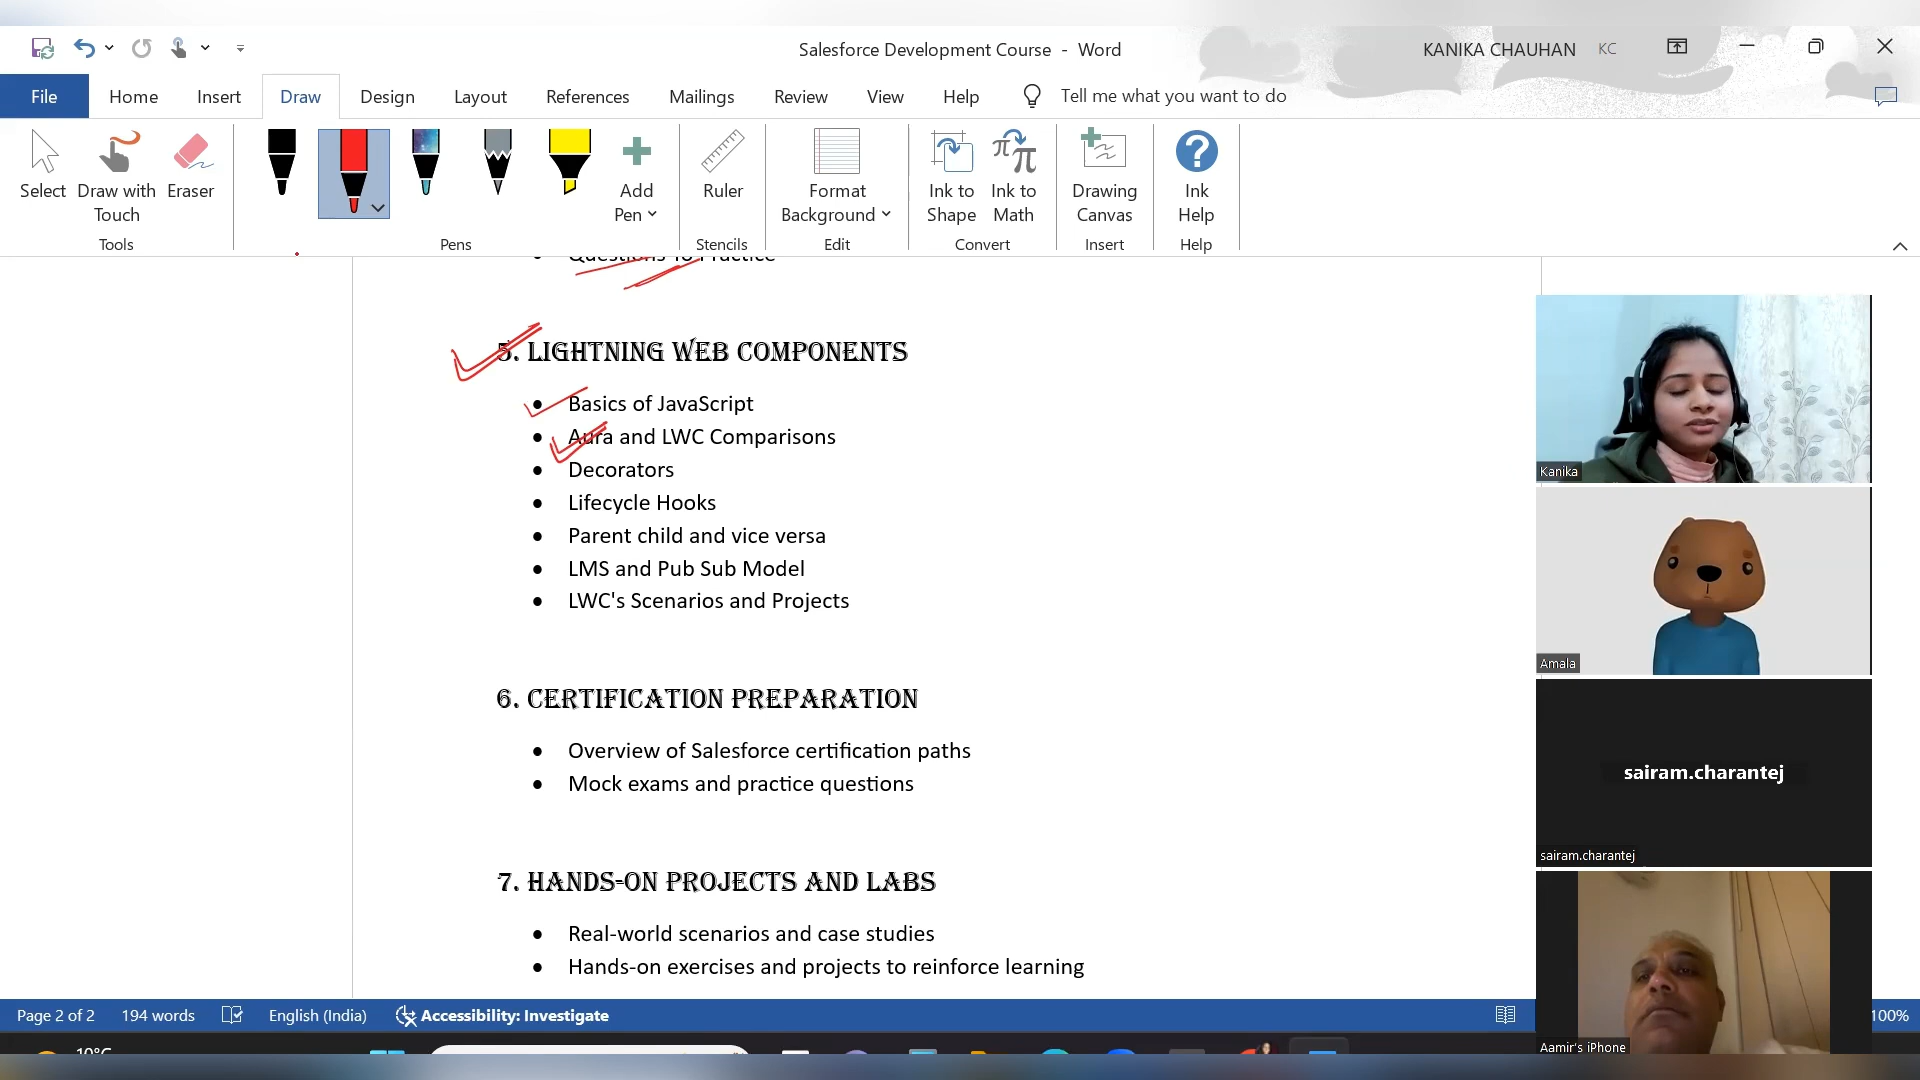 Salesforce Development Course - Word
KANIKA CHAUHAN KC
File Home Insert Draw Design Layout References Mailings Review View Help Tell me what you want to do
Select
Draw with Touch
Eraser
Add Pen
Ruler
Format Background
Ink to Shape
Ink to Math
Drawing Canvas
Ink Help
Tools Pens Stencils Edit Convert Insert Help
Questions To Practice
5. LIGHTNING WEB COMPONENTS
• Basics of JavaScript
• Aura and LWC Comparisons
• Decorators
• Lifecycle Hooks
• Parent child and vice versa
• LMS and Pub Sub Model
• LWC's Scenarios and Projects
6. CERTIFICATION PREPARATION
• Overview of Salesforce certification paths
• Mock exams and practice questions
7. HANDS-ON PROJECTS AND LABS
• Real-world scenarios and case studies
• Hands-on exercises and projects to reinforce learning
Kanika
Amala
sairam.charantej
sairam.charantej
Aamir's iPhone
Page 2 of 2 194 words English (India) Accessibility: Investigate 100%
10°C